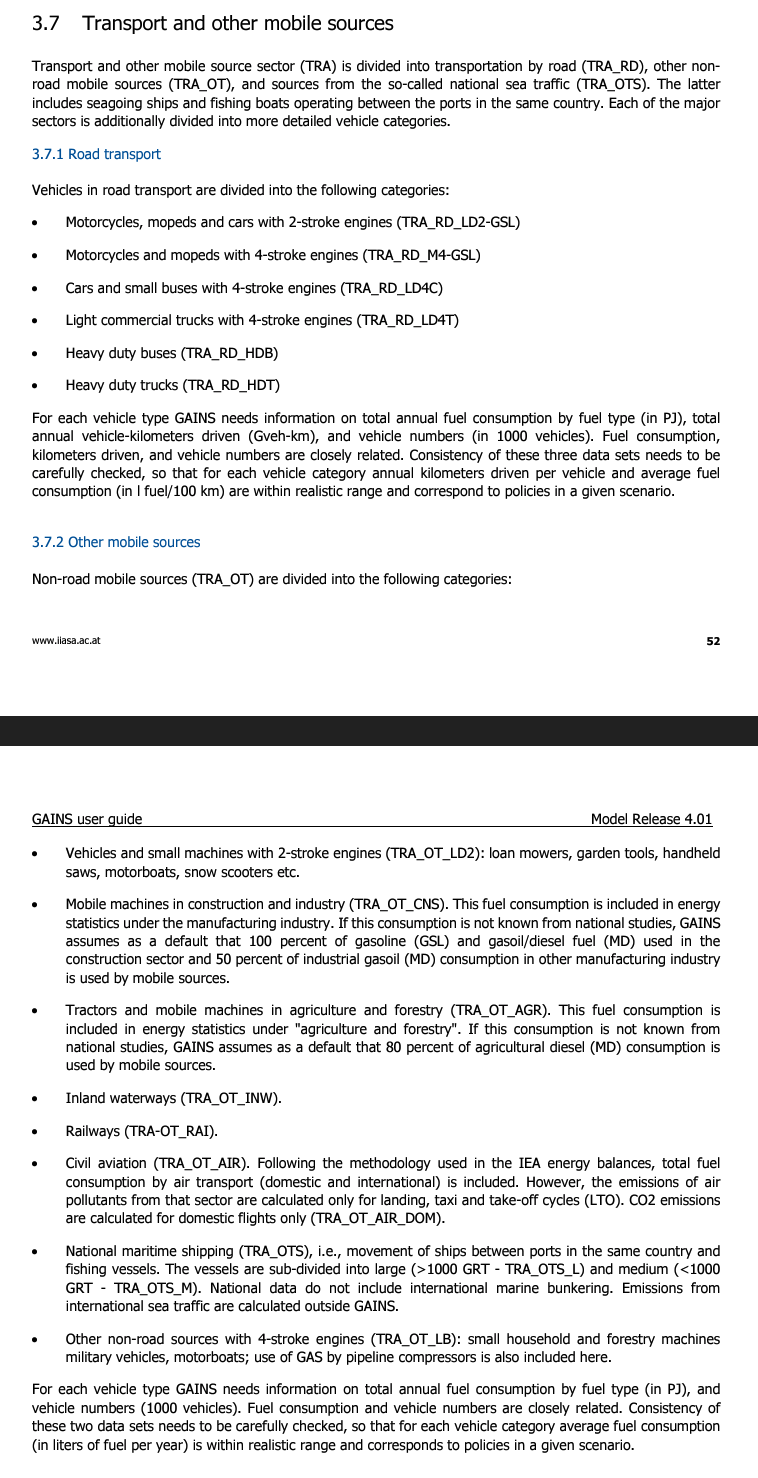 3.7 Transport and other mobile sources
Transport and other mobile source sector (TRA) is divided into transportation by road (TRA_RD), other non-
road mobile sources (TRA_OT), and sources from the so-called national sea traffic (TRA_OTS). The latter
includes seagoing ships and fishing boats operating between the ports in the same country. Each of the major
sectors is additionally divided into more detailed vehicle categories.
3.7.1 Road transport
Vehicles in road transport are divided into the following categories:
• Motorcycles, mopeds and cars with 2-stroke engines (TRA_RD_LD2-GSL)
• Motorcycles and mopeds with 4-stroke engines (TRA_RD_M4-GSL)
• Cars and small buses with 4-stroke engines (TRA_RD_LD4C)
• Light commercial trucks with 4-stroke engines (TRA_RD_LD4T)
• Heavy duty buses (TRA_RD_HDB)
• Heavy duty trucks (TRA_RD_HDT)
For each vehicle type GAINS needs information on total annual fuel consumption by fuel type (in PJ), total
annual vehicle-kilometers driven (Gveh-km), and vehicle numbers (in 1000 vehicles). Fuel consumption,
kilometers driven, and vehicle numbers are closely related. Consistency of these three data sets needs to be
carefully checked, so that for each vehicle category annual kilometers driven per vehicle and average fuel
consumption (in l fuel/100 km) are within realistic range and correspond to policies in a given scenario.
3.7.2 Other mobile sources
Non-road mobile sources (TRA_OT) are divided into the following categories:
www.iiasa.ac.at 52
GAINS user guide Model Release 4.01
• Vehicles and small machines with 2-stroke engines (TRA_OT_LD2): loan mowers, garden tools, handheld
saws, motorboats, snow scooters etc.
• Mobile machines in construction and industry (TRA_OT_CNS). This fuel consumption is included in energy
statistics under the manufacturing industry. If this consumption is not known from national studies, GAINS
assumes as a default that 100 percent of gasoline (GSL) and gasoil/diesel fuel (MD) used in the
construction sector and 50 percent of industrial gasoil (MD) consumption in other manufacturing industry
is used by mobile sources.
• Tractors and mobile machines in agriculture and forestry (TRA_OT_AGR). This fuel consumption is
included in energy statistics under "agriculture and forestry". If this consumption is not known from
national studies, GAINS assumes as a default that 80 percent of agricultural diesel (MD) consumption is
used by mobile sources.
• Inland waterways (TRA_OT_INW).
• Railways (TRA-OT_RAI).
• Civil aviation (TRA_OT_AIR). Following the methodology used in the IEA energy balances, total fuel
consumption by air transport (domestic and international) is included. However, the emissions of air
pollutants from that sector are calculated only for landing, taxi and take-off cycles (LTO). CO2 emissions
are calculated for domestic flights only (TRA_OT_AIR_DOM).
• National maritime shipping (TRA_OTS), i.e., movement of ships between ports in the same country and
fishing vessels. The vessels are sub-divided into large (>1000 GRT - TRA_OTS_L) and medium (<1000
GRT - TRA_OTS_M). National data do not include international marine bunkering. Emissions from
international sea traffic are calculated outside GAINS.
• Other non-road sources with 4-stroke engines (TRA_OT_LB): small household and forestry machines
military vehicles, motorboats; use of GAS by pipeline compressors is also included here.
For each vehicle type GAINS needs information on total annual fuel consumption by fuel type (in PJ), and
vehicle numbers (1000 vehicles). Fuel consumption and vehicle numbers are closely related. Consistency of
these two data sets needs to be carefully checked, so that for each vehicle category average fuel consumption
(in liters of fuel per year) is within realistic range and corresponds to policies in a given scenario.